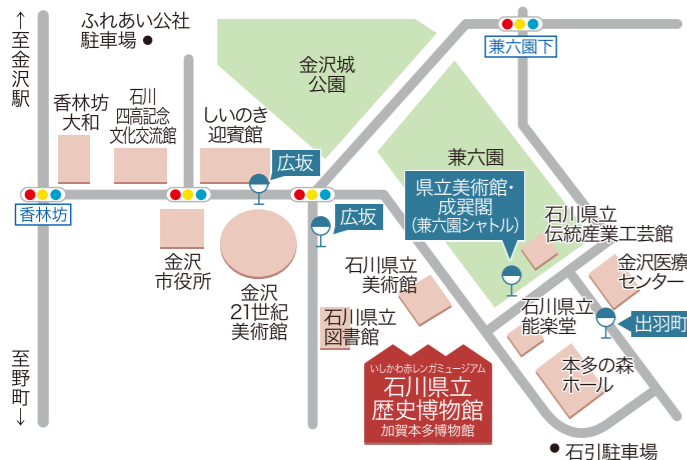 ←至金沢駅
ふれあい公社
駐車場
金沢城
公園
兼六園下
香林坊
大和
石川
四高記念
文化交流館
しいのき
迎賓館
広坂
兼六園
県立美術館・
成巽閣
(兼六園シャトル)
香林坊
広坂
石川県立
伝統産業工芸館
金沢
市役所
金沢
21世紀
美術館
石川県立
美術館
金沢医療
センター
石川県立
図書館
石川県立
能楽堂
出羽町
至野町→
いしかわ赤レンガミュージアム
石川県立
歴史博物館
加賀本多博物館
本多の森
ホール
石引駐車場